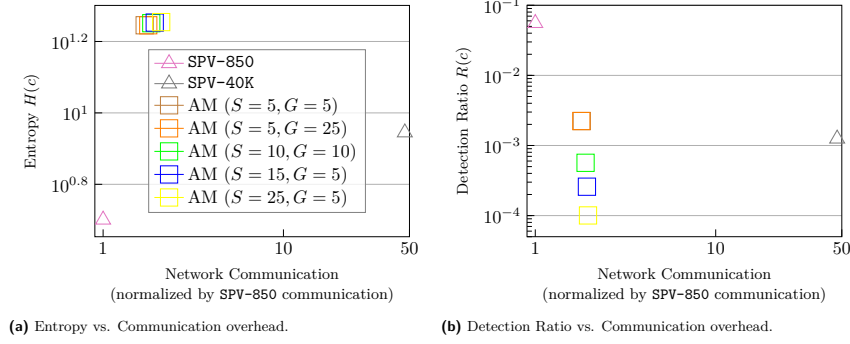 10^1.2
10^1
10^0.8
Entropy H(c)
SPV-850
SPV-40K
AM (S = 5, G = 5)
AM (S = 5, G = 25)
AM (S = 10, G = 10)
AM (S = 15, G = 5)
AM (S = 25, G = 5)
1 10 50
Network Communication
(normalized by SPV-850 communication)
(a) Entropy vs. Communication overhead.
10^−1
10^−2
10^−3
10^−4
Detection Ratio R(c)
1 10 50
Network Communication
(normalized by SPV-850 communication)
(b) Detection Ratio vs. Communication overhead.